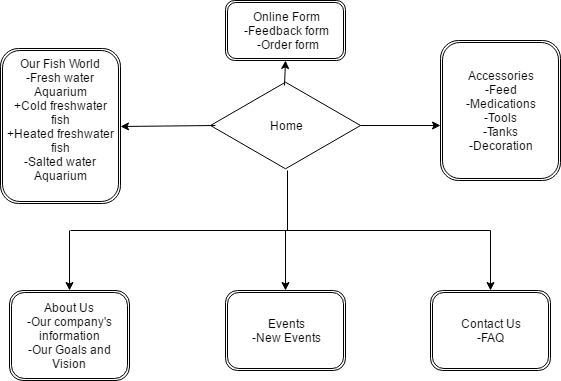 Online Form
-Feedback form
-Order form
Our Fish World
-Fresh water
Aquarium
+Cold freshwater
fish
+Heated freshwater
fish
-Salted water
Aquarium
Home
Accessories
-Feed
-Medications
-Tools
-Tanks
-Decoration
About Us
-Our company's
information
-Our Goals and
Vision
Events
-New Events
Contact Us
-FAQ